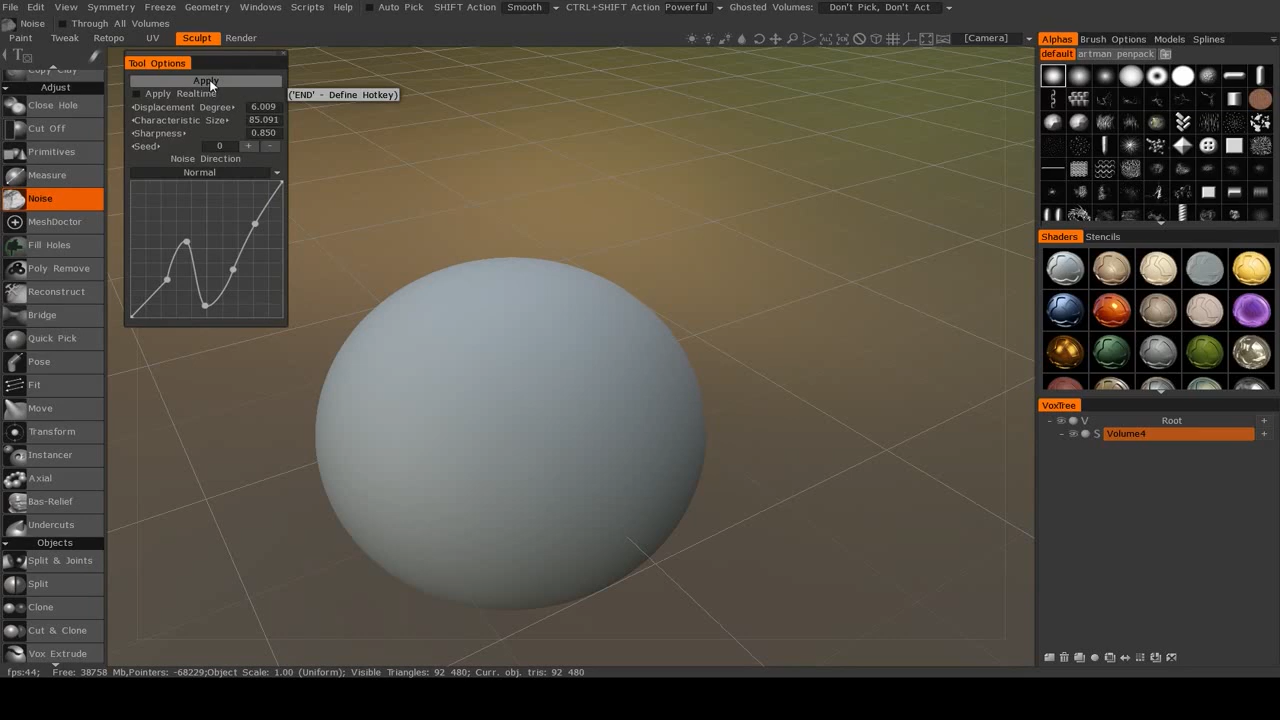 File Edit View Symmetry Freeze Geometry Windows Scripts Help Auto Pick SHIFT Action Smooth CTRL+SHIFT Action Powerful Ghosted Volumes: Don't Pick, Don't Act
Noise Through All Volumes
Paint Tweak Retopo UV Sculpt Render [Camera]
Copy Clay
Adjust
Close Hole
Cut Off
Primitives
Measure
Noise
MeshDoctor
Fill Holes
Poly Remove
Reconstruct
Bridge
Quick Pick
Pose
Fit
Move
Transform
Instancer
Axial
Bas-Relief
Undercuts
Objects
Split & Joints
Split
Clone
Cut & Clone
Vox Extrude
Tool Options
Apply
Apply Realtime
('END' - Define Hotkey)
Displacement Degree 6.009
Characteristic Size 85.091
Sharpness 0.850
Seed 0 + -
Noise Direction
Normal
Alphas Brush Options Models Splines
default artman penpack
Shaders Stencils
VoxTree
V Root +
S Volume4 +
fps:44; Free: 38758 Mb,Pointers: -68229;Object Scale: 1.00 (Uniform); Visible Triangles: 92 480; Curr. obj. tris: 92 480